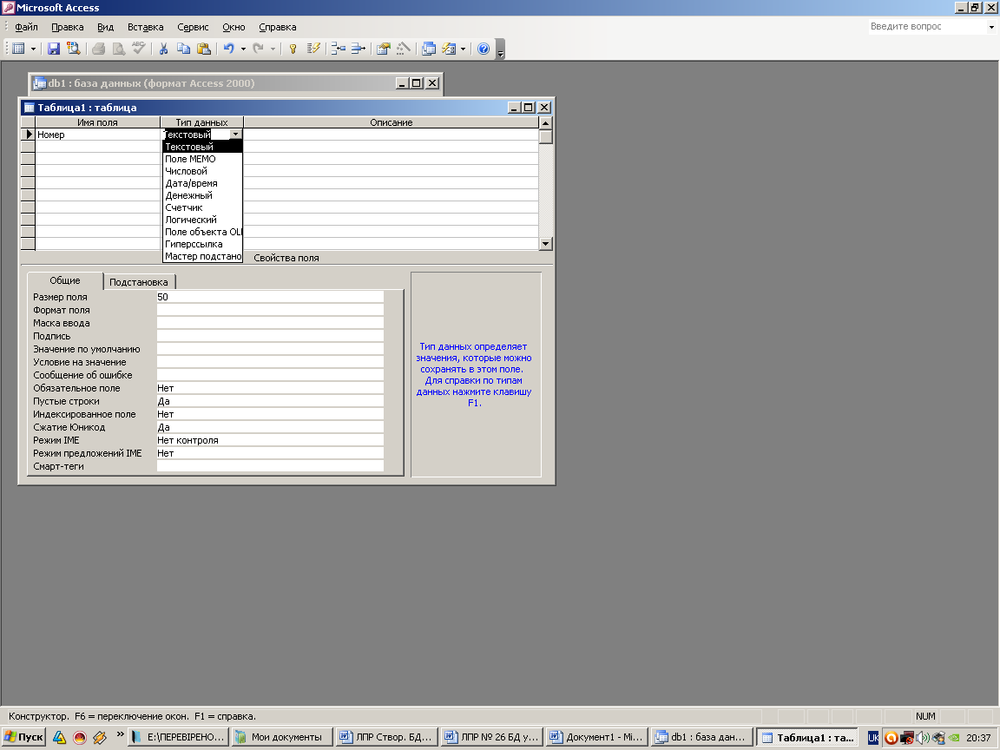 Microsoft Access
Файл Правка Вид Вставка Сервис Окно Справка Введите вопрос
db1 : база данных (формат Access 2000)
Таблица1 : таблица
Имя поля Тип данных Описание
Номер Текстовый
Текстовый
Поле МЕМО
Числовой
Дата/время
Денежный
Счетчик
Логический
Поле объекта OLE
Гиперссылка
Мастер подстано
Свойства поля
Общие Подстановка
Размер поля 50
Формат поля
Маска ввода
Подпись
Значение по умолчанию
Условие на значение
Сообщение об ошибке
Обязательное поле Нет
Пустые строки Да
Индексированное поле Нет
Сжатие Юникод Да
Режим IME Нет контроля
Режим предложений IME Нет
Смарт-теги
Тип данных определяет
значения, которые можно
сохранять в этом поле.
Для справки по типам
данных нажмите клавишу
F1.
Конструктор. F6 = переключение окон. F1 = справка. NUM
Пуск E:\ПЕРЕВІРЕНО... Мои документы ЛПР Створ. БД... ЛПР № 26 БД у... Документ1 - Mi... db1 : база дан... Таблица1 : та... UK 20:37